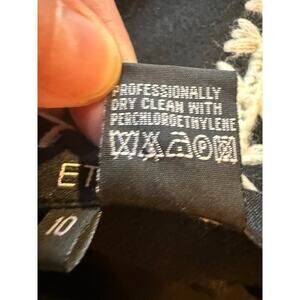 PROFESSIONALLY
DRY CLEAN WITH
PERCHLOROETHYLENE
P
ET
10